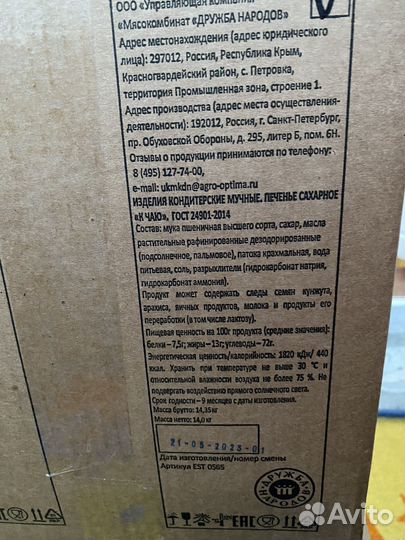 ООО «Управляющая компания,
«Мясокомбинат «ДРУЖБА НАРОДОВ»
Адрес местонахождения (адрес юридического
лица): 297012, Россия, Республика Крым,
Красногвардейский район, с. Петровка,
территория Промышленная зона, строение 1.
Адрес производства (адрес места осуществления-
деятельности): 192012, Россия, г. Санкт-Петербург,
пр. Обуховской Обороны, д. 295, литер Б, пом. 6Н.
Отзывы о продукции принимаются по телефону:
8 (495) 127-74-00,
e-mail: ukmkdn@agro-optima.ru
ИЗДЕЛИЯ КОНДИТЕРСКИЕ МУЧНЫЕ. ПЕЧЕНЬЕ САХАРНОЕ
«К ЧАЮ», ГОСТ 24901-2014
Состав: мука пшеничная высшего сорта, сахар, масла
растительные рафинированные дезодорированные
(подсолнечное, пальмовое), патока крахмальная, вода
питьевая, соль, разрыхлители (гидрокарбонат натрия,
гидрокарбонат аммония).
Продукт может содержать следы семен кунжута,
арахиса, яичных продуктов, молока и продукты его
переработки (в том числе лактозу).
Пищевая ценность на 100г продукта (средние значения):
белки – 7,5г; жиры – 13г; углеводы – 72г.
Энергетическая ценность/калорийность: 1820 кДж/ 440
ккал. Хранить при температуре не выше 30 °С и
относительной влажности воздуха не более 75 %. Не
подвергать воздействию прямого солнечного света.
Срок годности – 9 месяцев с даты изготовления.
Масса брутто: 14,35 кг
Масса нетто: 14,0 кг
21-05-2023-01
Дата изготовления/номер смены
Артикул EST 0565
ДРУЖБА
НАРОДОВ
EAC
Avito